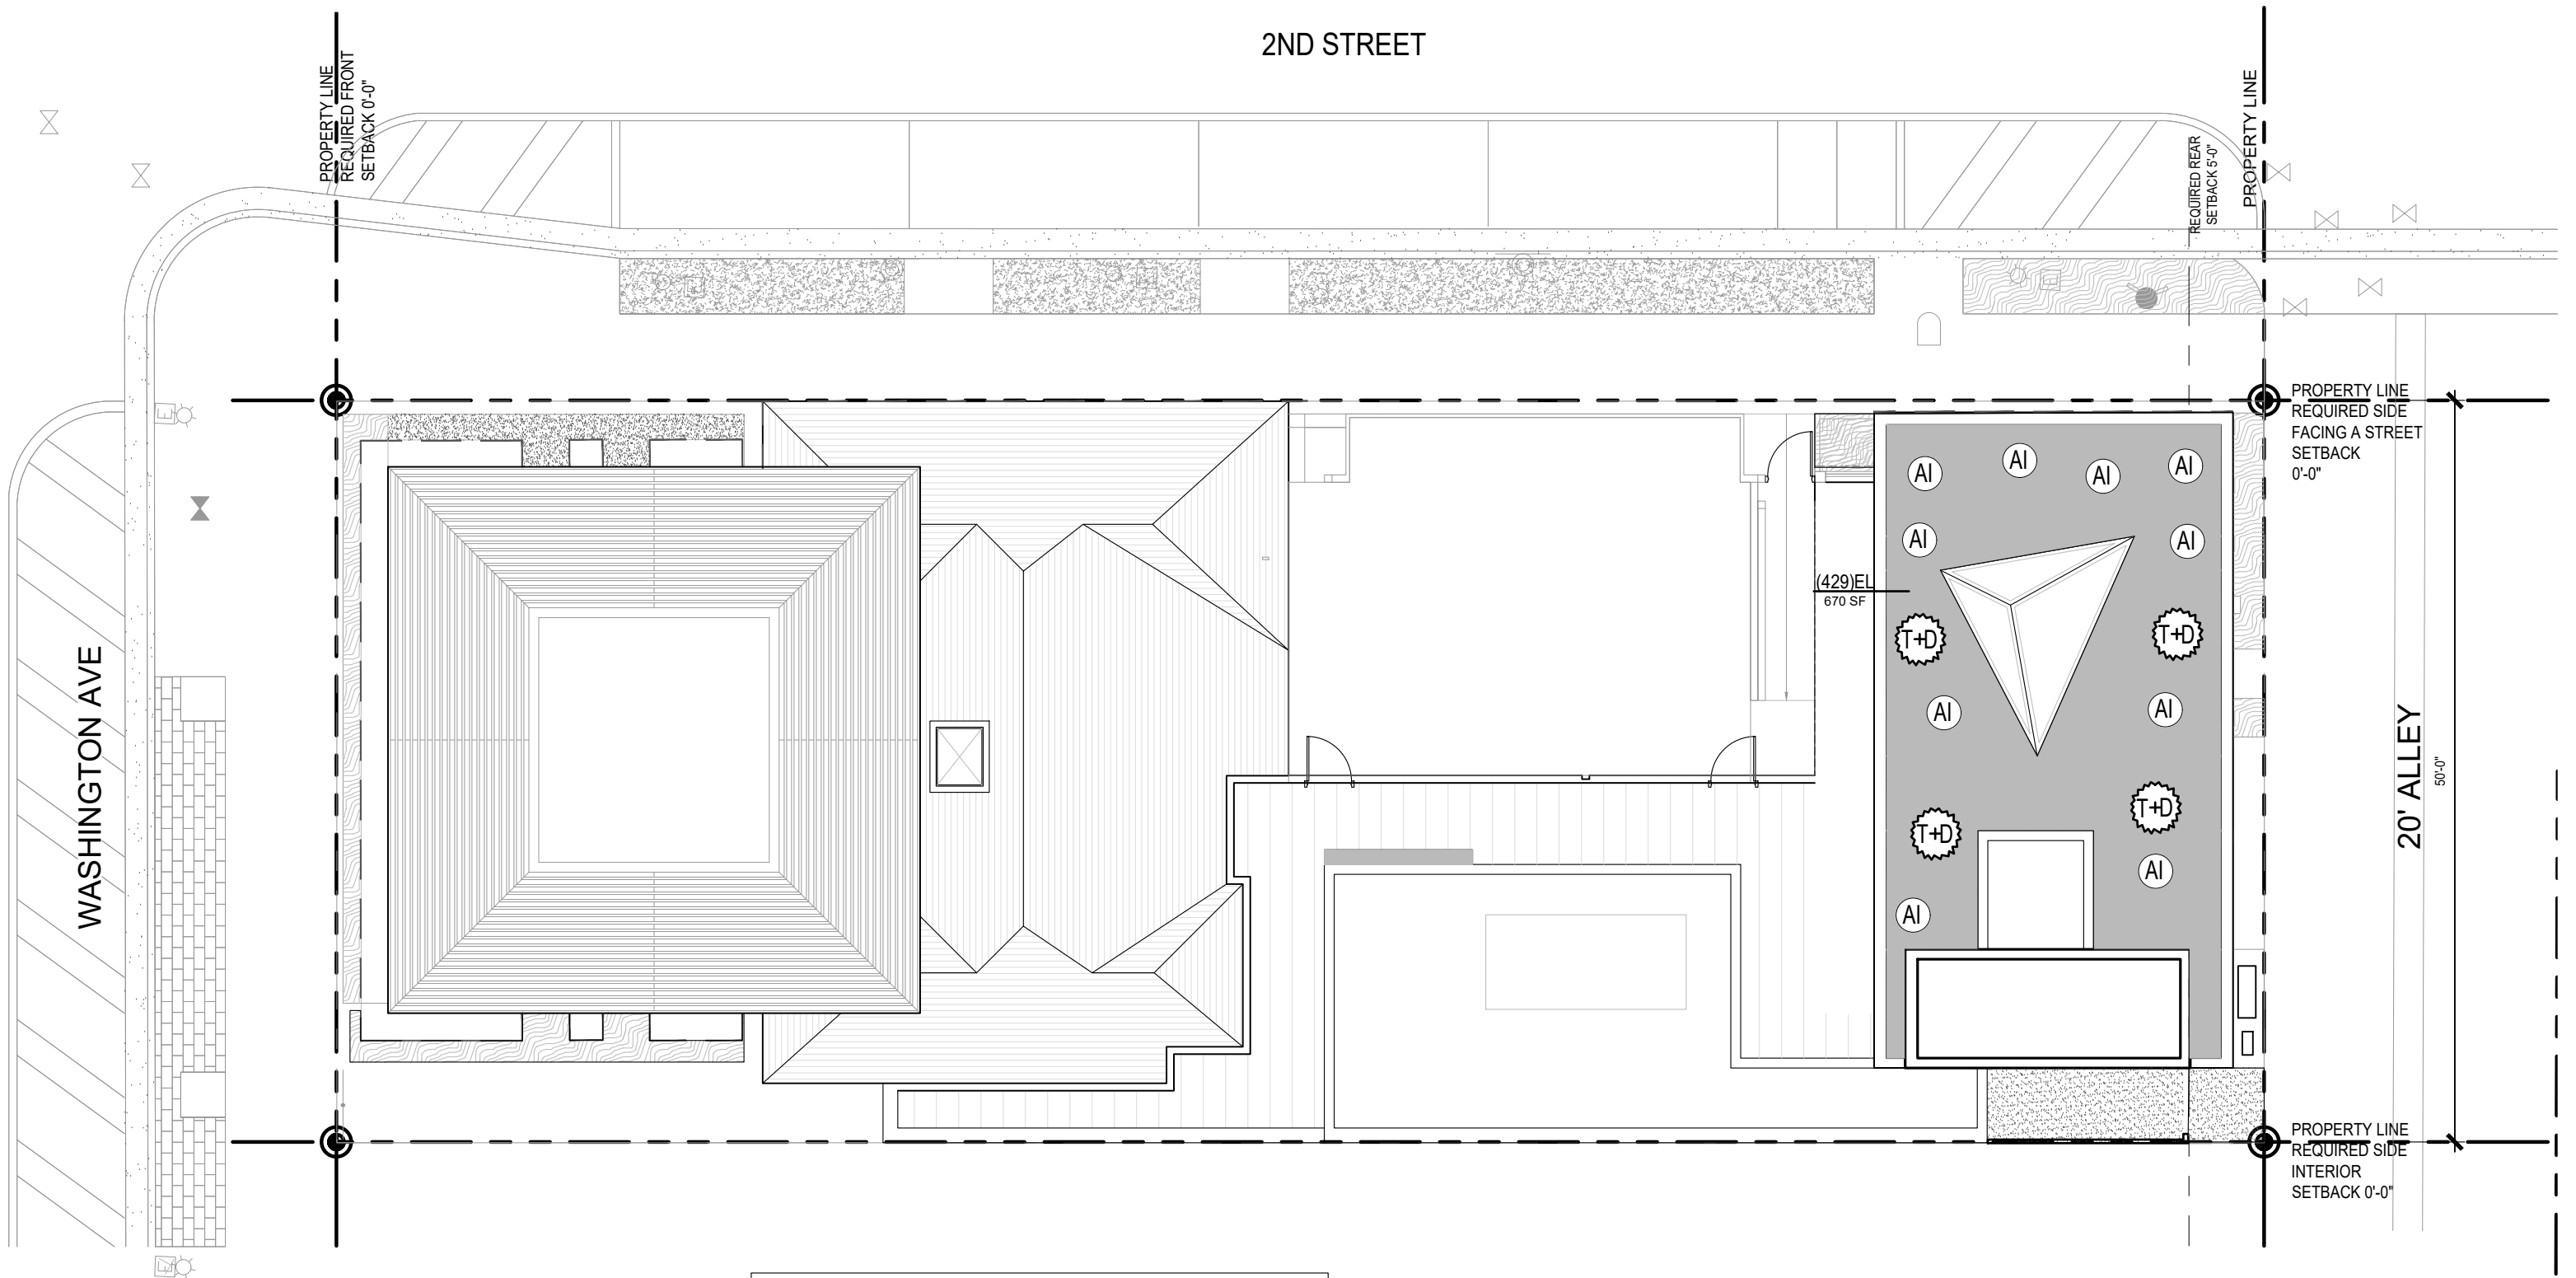 2ND STREET
PROPERTY LINE
REQUIRED FRONT
SETBACK 0'-0"
REQUIRED REAR
SETBACK 5'-0"
PROPERTY LINE
E
E
E
E
PROPERTY LINE
REQUIRED SIDE
FACING A STREET
SETBACK
0'-0"
AI
AI
AI
AI
AI
AI
(429)EL
670 SF
T+D
T+D
AI
AI
T+D
T+D
AI
AI
WASHINGTON AVE
20' ALLEY
50'-0"
PROPERTY LINE
REQUIRED SIDE
INTERIOR
SETBACK 0'-0"
E